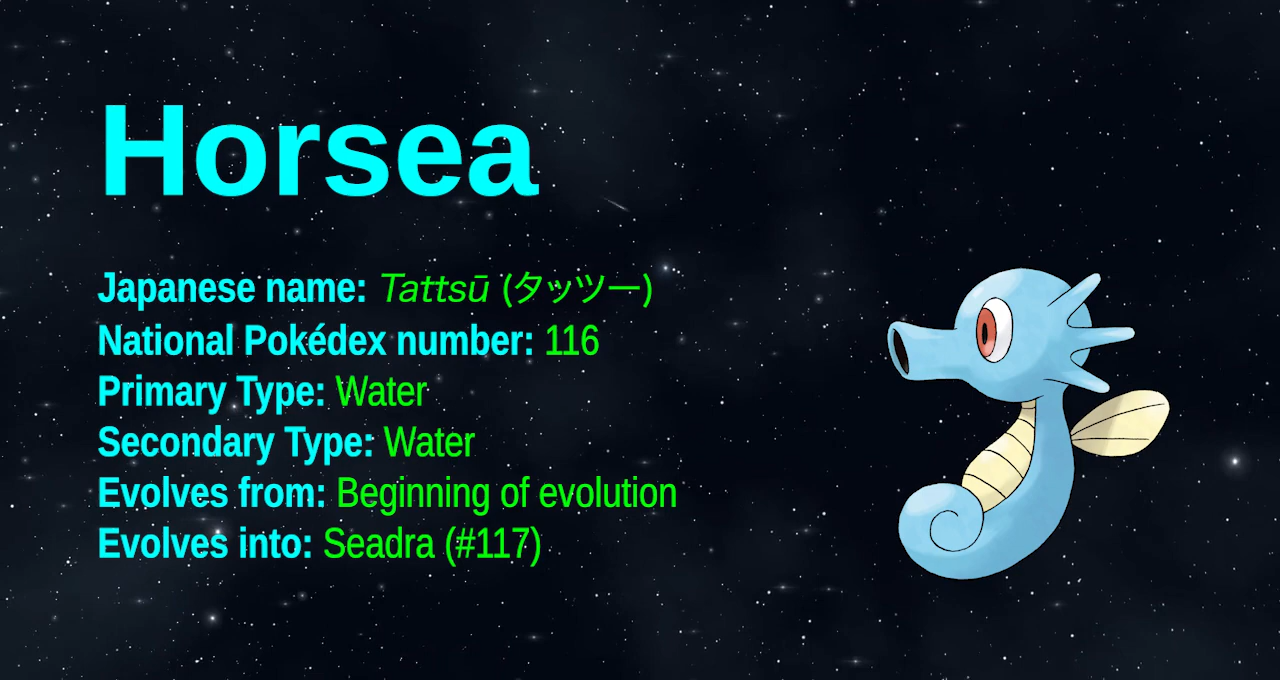 Horsea
Japanese name: Tattsū (タッツー)
National Pokédex number: 116
Primary Type: Water
Secondary Type: Water
Evolves from: Beginning of evolution
Evolves into: Seadra (#117)